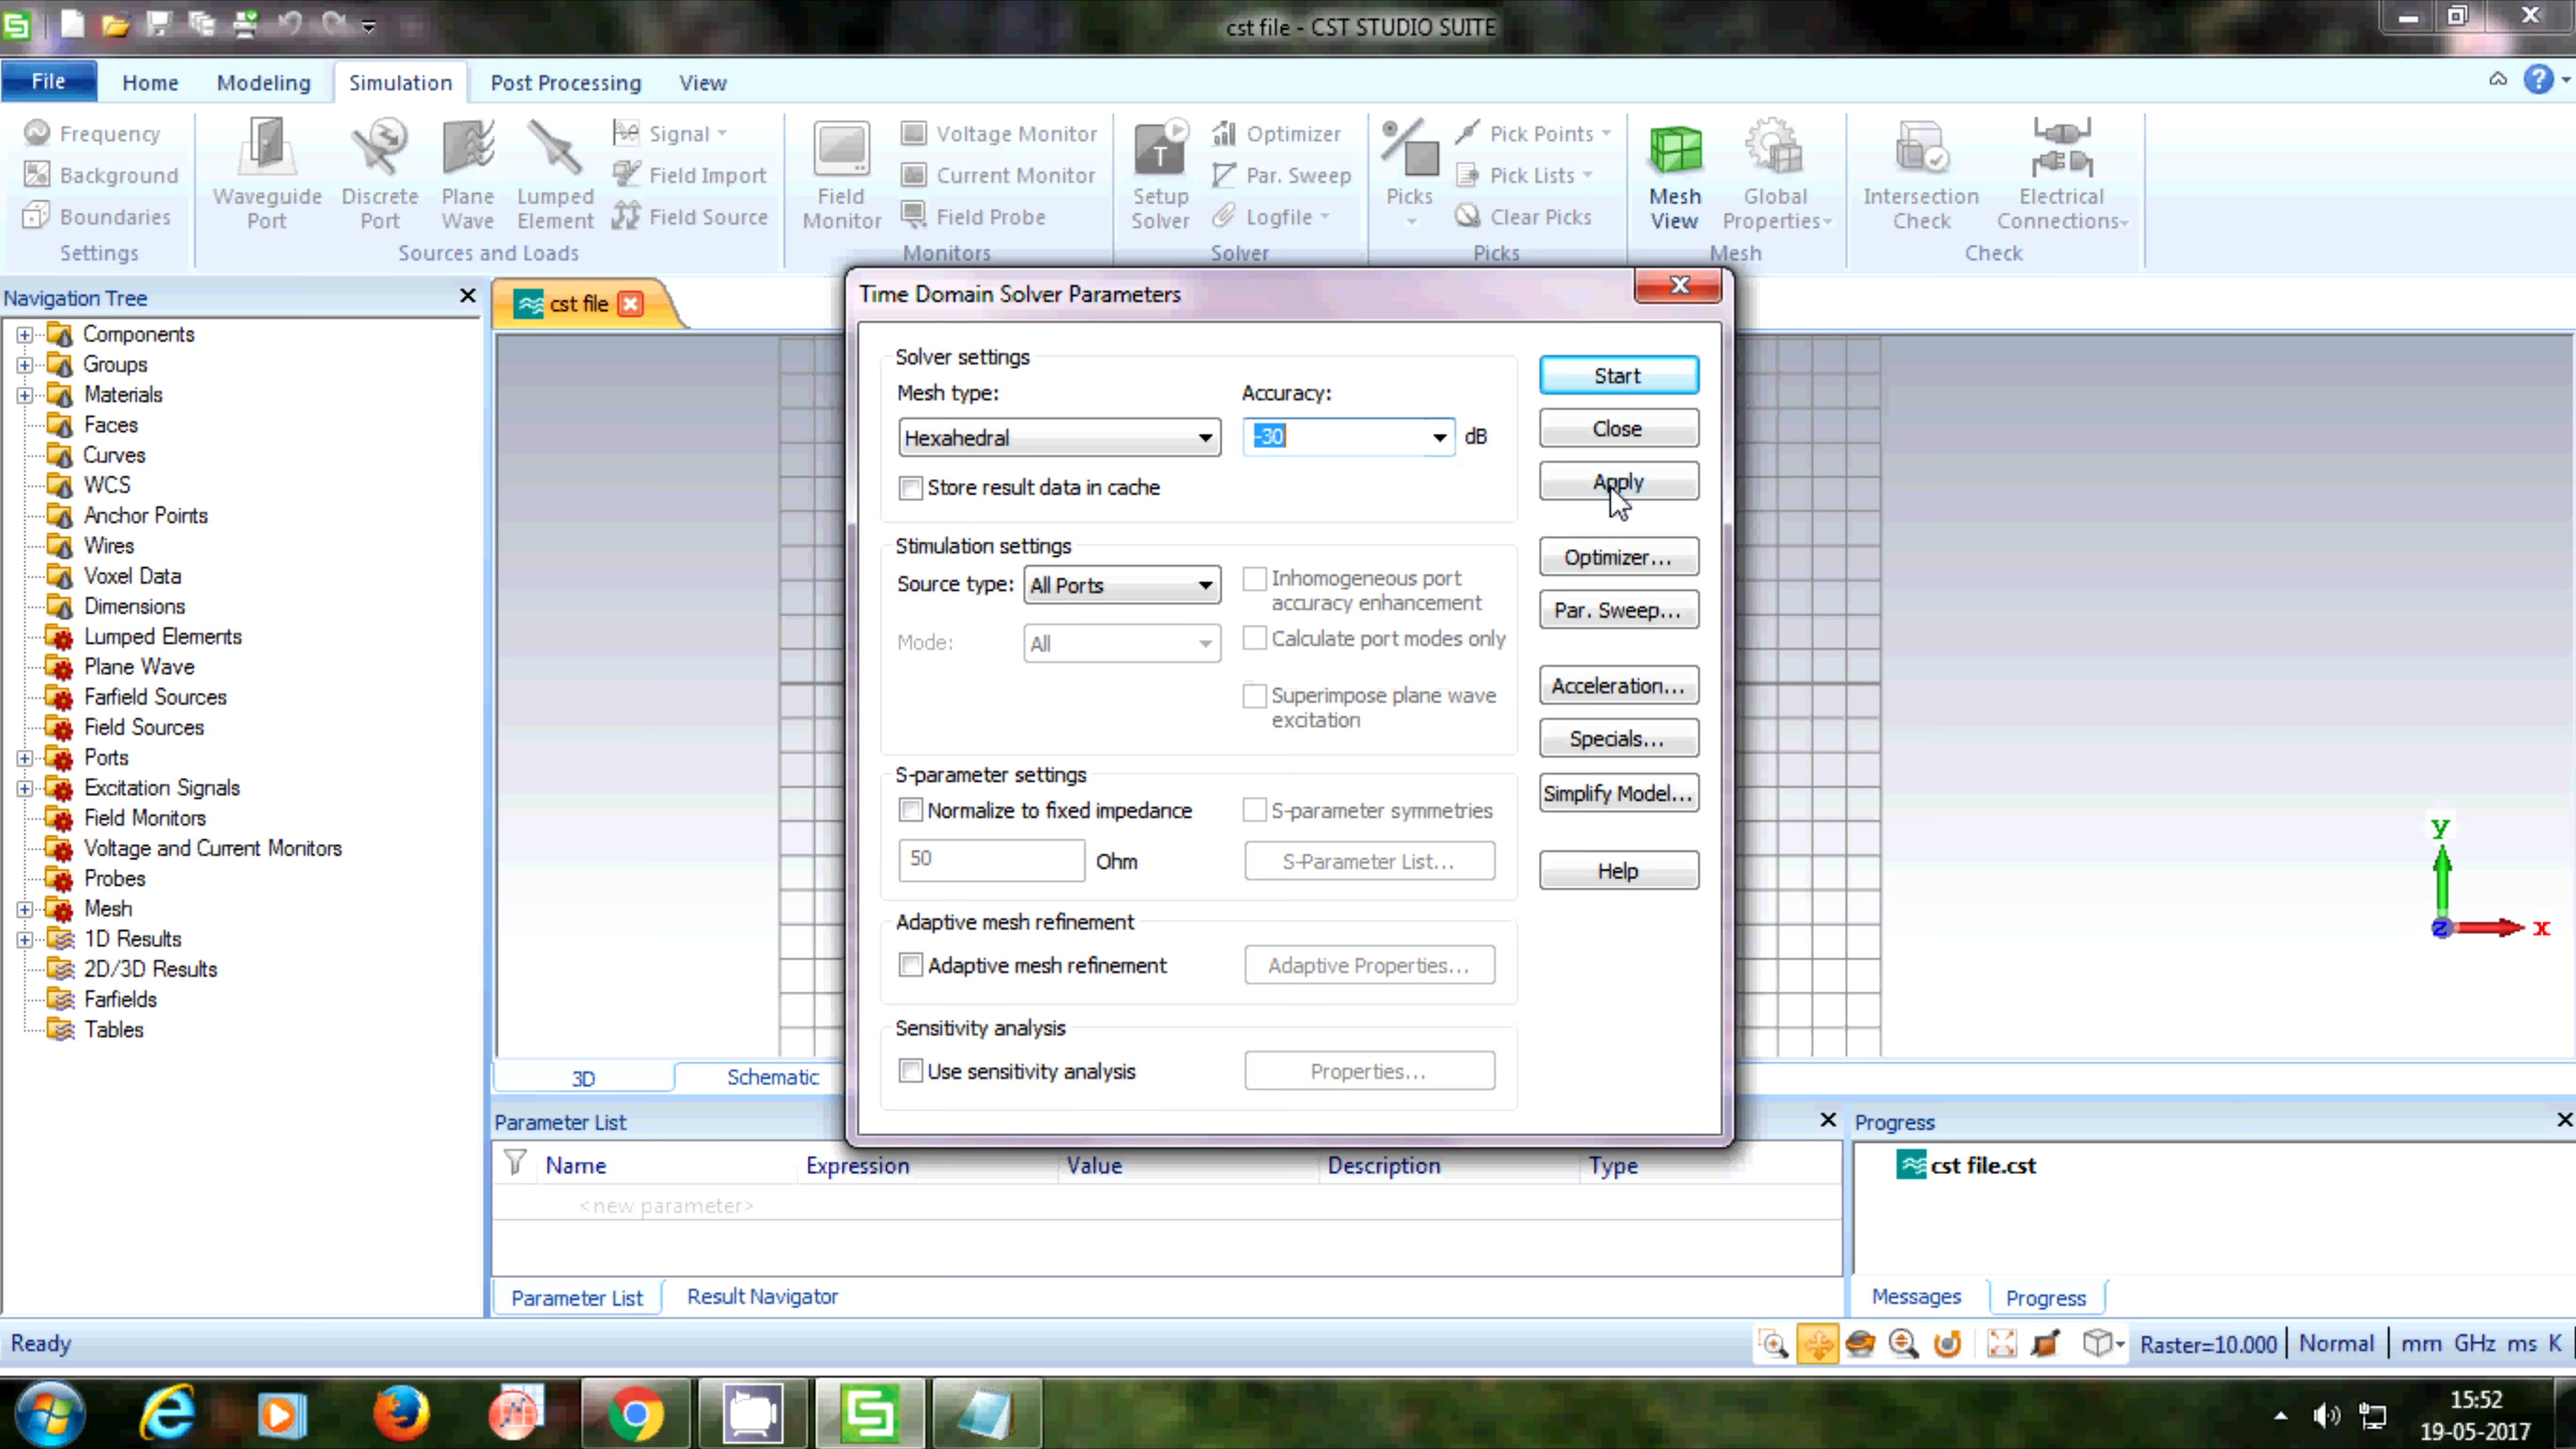 cst file - CST STUDIO SUITE
File
Home
Modeling
Simulation
Post Processing
View
Frequency
Background
Boundaries
Settings
Waveguide
Port
Discrete
Port
Plane
Wave
Lumped
Element
Signal
Field Import
Field Source
Sources and Loads
Field
Monitor
Voltage Monitor
Current Monitor
Field Probe
Monitors
T
Setup
Solver
Optimizer
Par. Sweep
Logfile
Solver
Picks
Pick Points
Pick Lists
Clear Picks
Picks
Mesh
View
Global
Properties
Mesh
Intersection
Check
Electrical
Connections
Check
Navigation Tree
Components
Groups
Materials
Faces
Curves
WCS
Anchor Points
Wires
Voxel Data
Dimensions
Lumped Elements
Plane Wave
Farfield Sources
Field Sources
Ports
Excitation Signals
Field Monitors
Voltage and Current Monitors
Probes
Mesh
1D Results
2D/3D Results
Farfields
Tables
cst file
Time Domain Solver Parameters
Solver settings
Mesh type:
Accuracy:
Hexahedral
-30
dB
Store result data in cache
Stimulation settings
Source type:
All Ports
Inhomogeneous port
accuracy enhancement
Mode:
All
Calculate port modes only
Superimpose plane wave
excitation
S-parameter settings
Normalize to fixed impedance
S-parameter symmetries
50
Ohm
S-Parameter List...
Adaptive mesh refinement
Adaptive mesh refinement
Adaptive Properties...
Sensitivity analysis
Use sensitivity analysis
Properties...
Start
Close
Apply
Optimizer...
Par. Sweep...
Acceleration...
Specials...
Simplify Model...
Help
y
z
x
3D
Schematic
Parameter List
Name
Expression
Value
Description
Type
<new parameter>
Parameter List
Result Navigator
Progress
cst file.cst
Messages
Progress
Ready
Raster=10.000
Normal
mm GHz ms K
15:52
19-05-2017